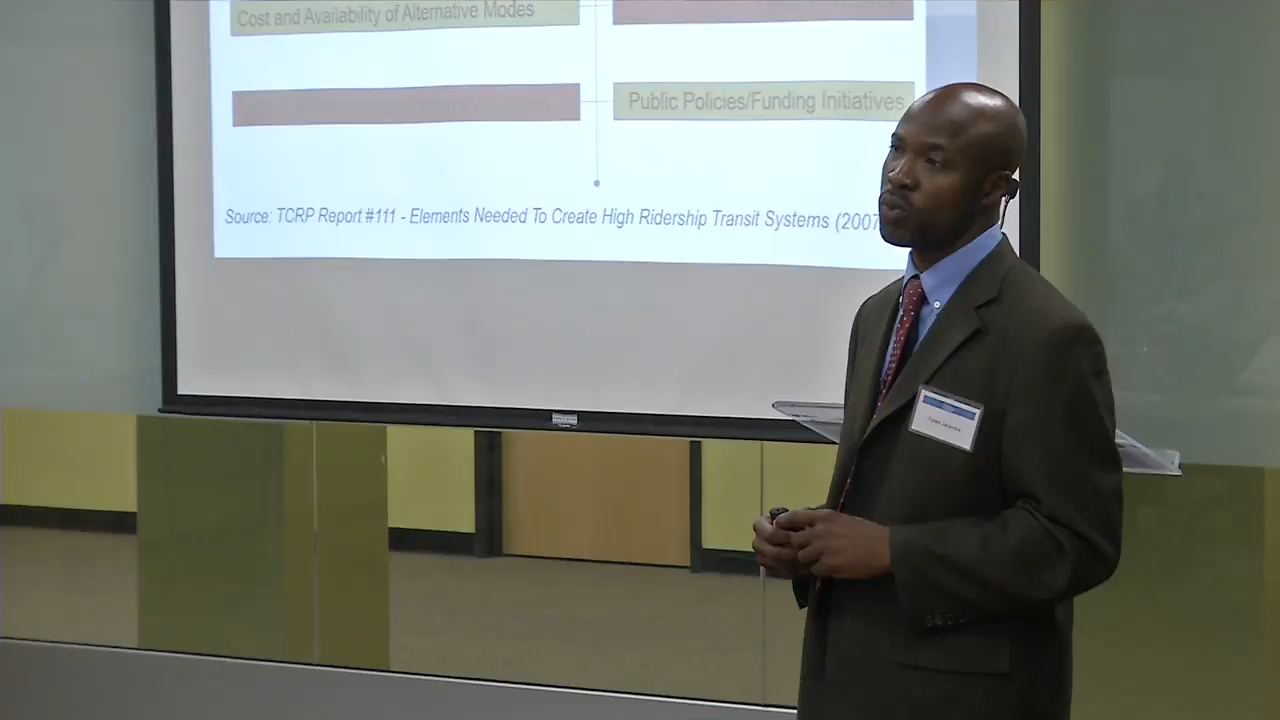 Cost and Availability of Alternative Modes
Public Policies/Funding Initiatives
Source: TCRP Report #111 - Elements Needed To Create High Ridership Transit Systems (2007